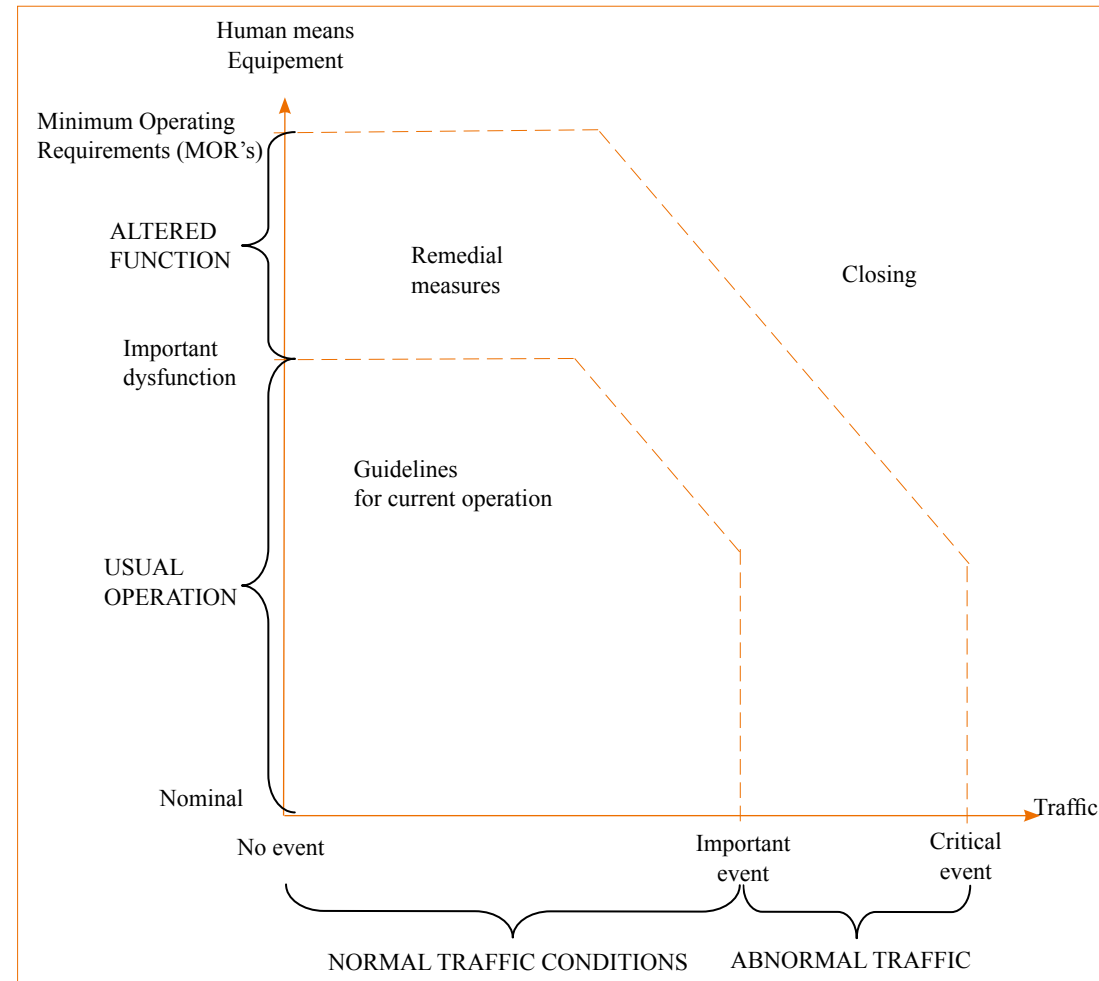 Human means
Equipement
Minimum Operating
Requirements (MOR's)
ALTERED
FUNCTION
Remedial
measures
Closing
Important
dysfunction
Guidelines
for current operation
USUAL
OPERATION
Nominal
Traffic
No event
Important
event
Critical
event
NORMAL TRAFFIC CONDITIONS
ABNORMAL TRAFFIC